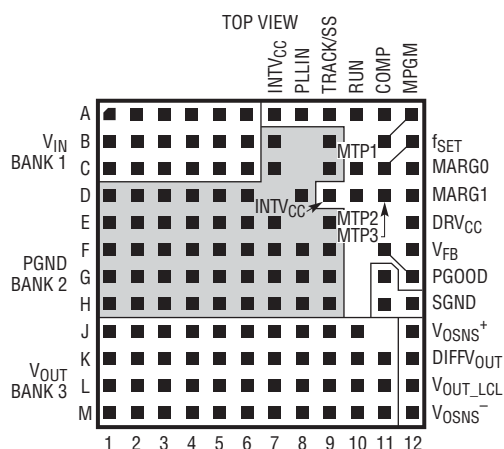 TOP VIEW
INTVCC
PLLIN
TRACK/SS
RUN
COMP
MPGM
A
B
C
D
E
F
G
H
J
K
L
M
VIN
BANK 1
PGND
BANK 2
VOUT
BANK 3
MTP1
INTVCC
MTP2
MTP3
fSET
MARG0
MARG1
DRVCC
VFB
PGOOD
SGND
VOSNS+
DIFFVOUT
VOUT_LCL
VOSNS–
1 2 3 4 5 6 7 8 9 10 11 12